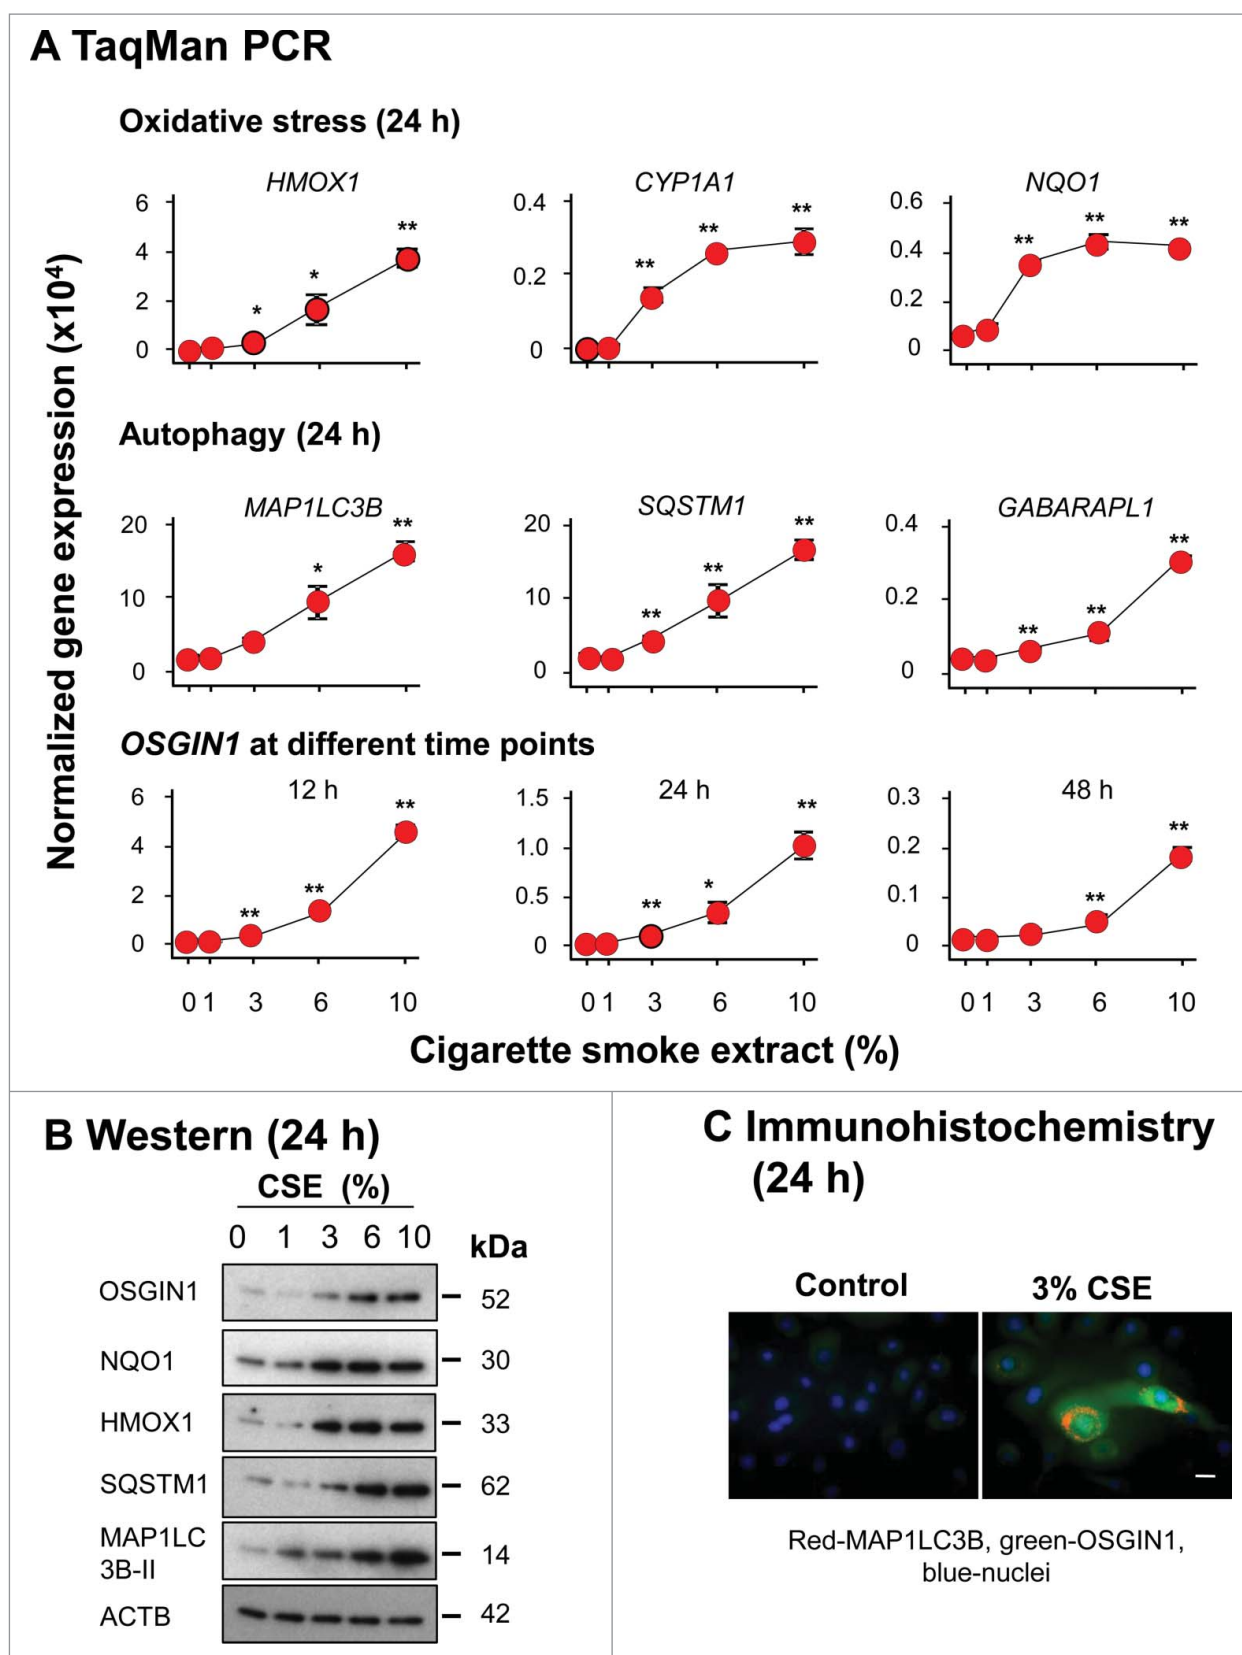 A TaqMan PCR
Oxidative stress (24 h)
HMOX1 CYP1A1 NQO1
6 4 2 0
* * **
0.4 0.2 0
** ** **
0.6 0.4 0.2 0
** ** **
Normalized gene expression (x10⁴)
Autophagy (24 h)
MAP1LC3B SQSTM1 GABARAPL1
20 10 0
* **
20 10 0
** ** **
0.4 0.2 0
** ** **
OSGIN1 at different time points
12 h 24 h 48 h
6 4 2 0
** ** **
1.5 1.0 0.5 0
** * **
0.3 0.2 0.1 0
** **
0 1 3 6 10 0 1 3 6 10 0 1 3 6 10
Cigarette smoke extract (%)
B Western (24 h)
CSE (%)
0 1 3 6 10 kDa
OSGIN1 52
NQO1 30
HMOX1 33
SQSTM1 62
MAP1LC
3B-II 14
ACTB 42
C Immunohistochemistry
(24 h)
Control 3% CSE
Red-MAP1LC3B, green-OSGIN1,
blue-nuclei